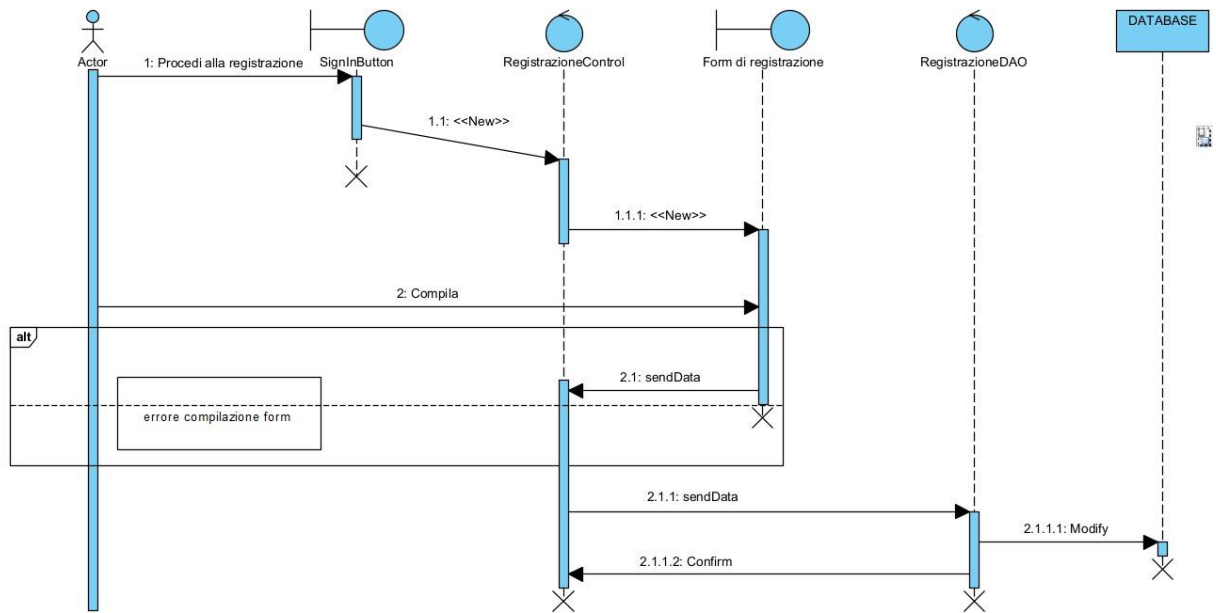 DATABASE
Actor
SignInButton
RegistrazioneControl
Form di registrazione
RegistrazioneDAO
1: Procedi alla registrazione
1.1: <<New>>
1.1.1: <<New>>
2: Compila
alt
2.1: sendData
errore compilazione form
2.1.1: sendData
2.1.1.1: Modify
2.1.1.2: Confirm